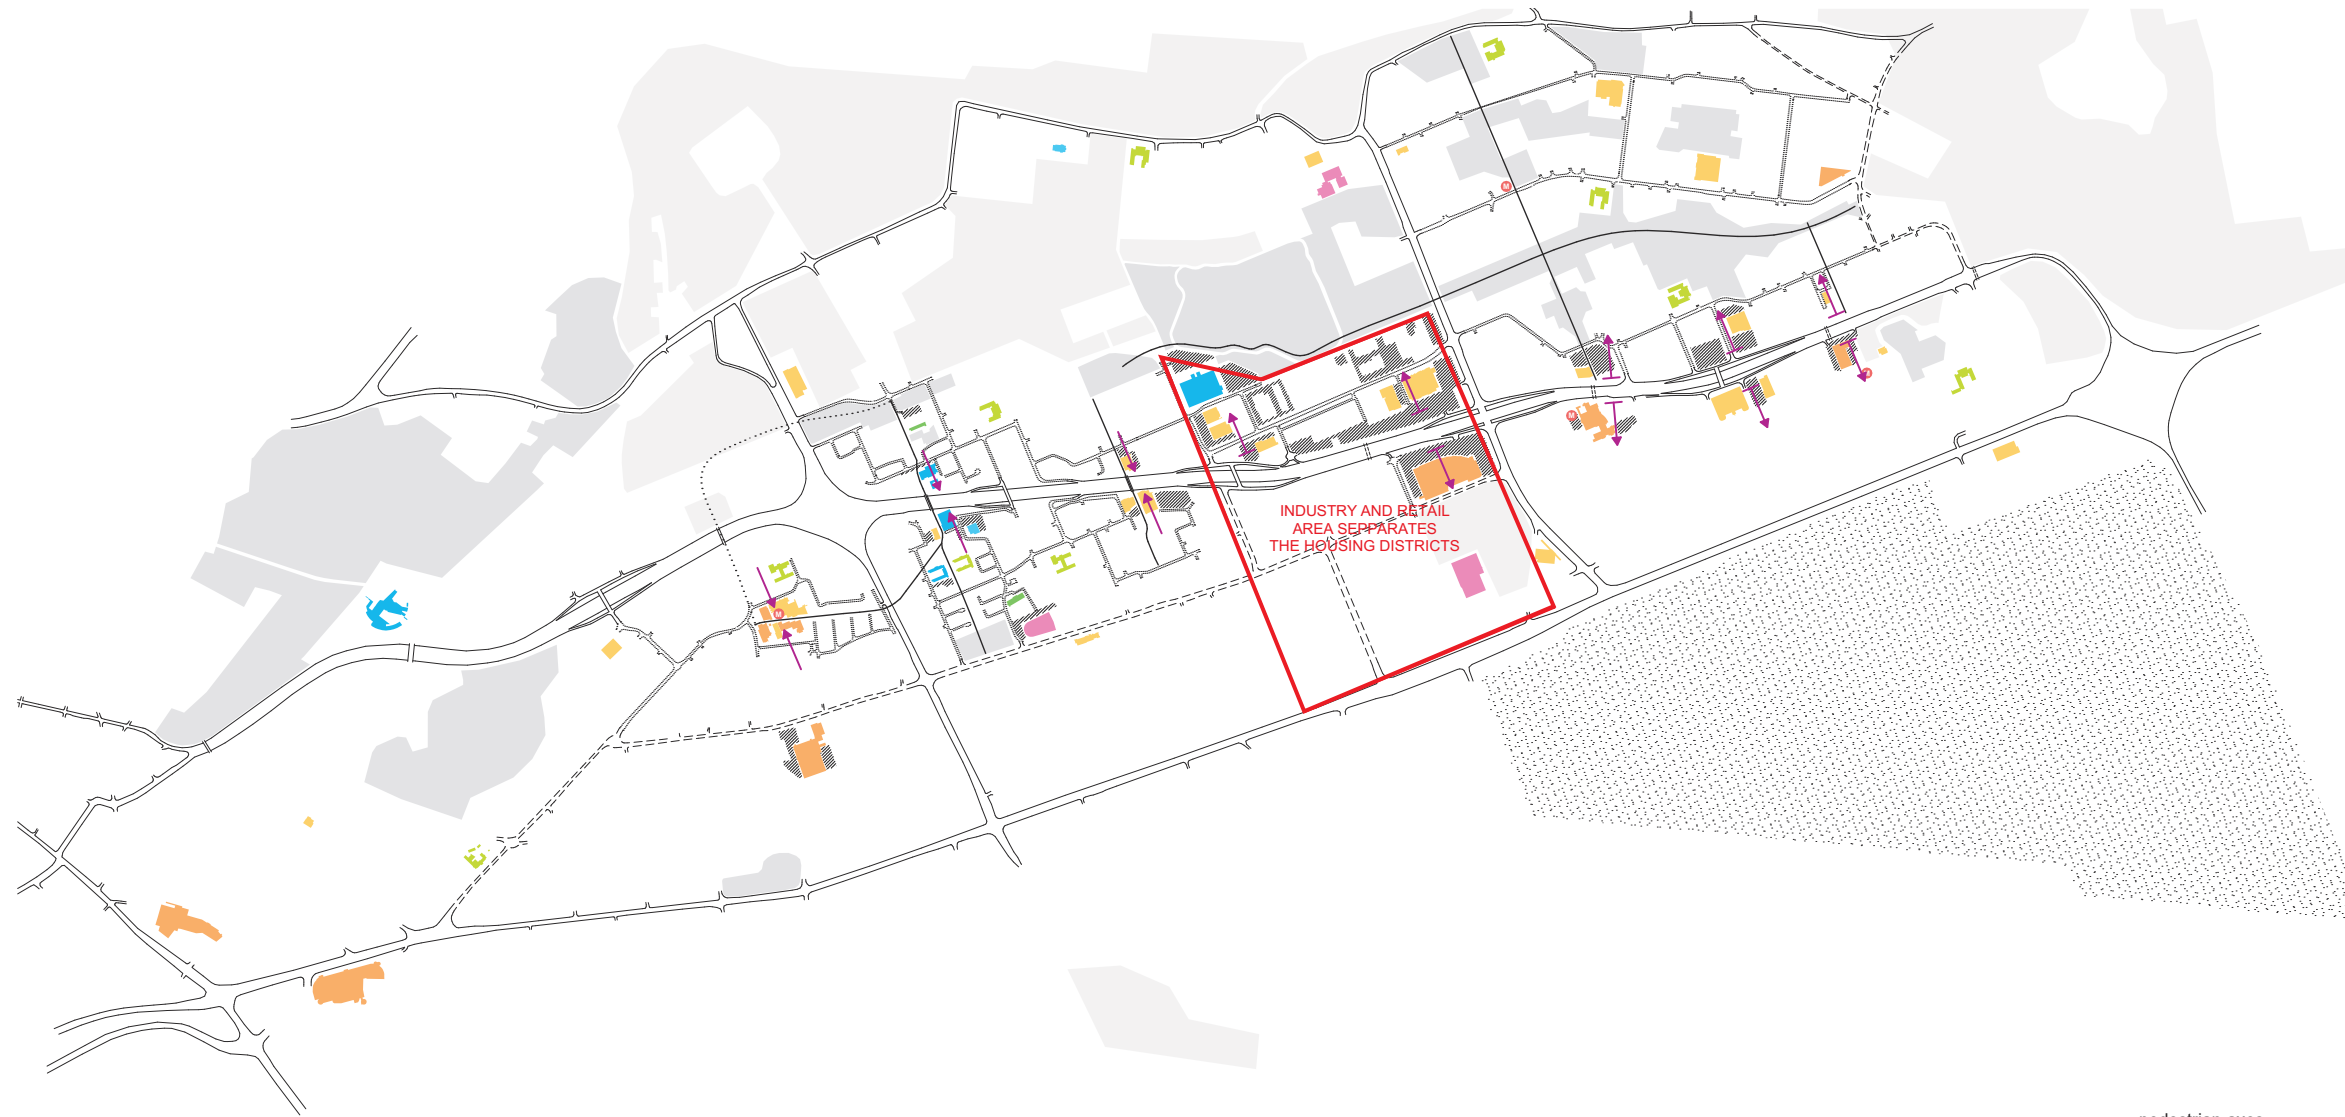 M
M
M
INDUSTRY AND RETAIL
AREA SEPPARATES
THE HOUSING DISTRICTS
M